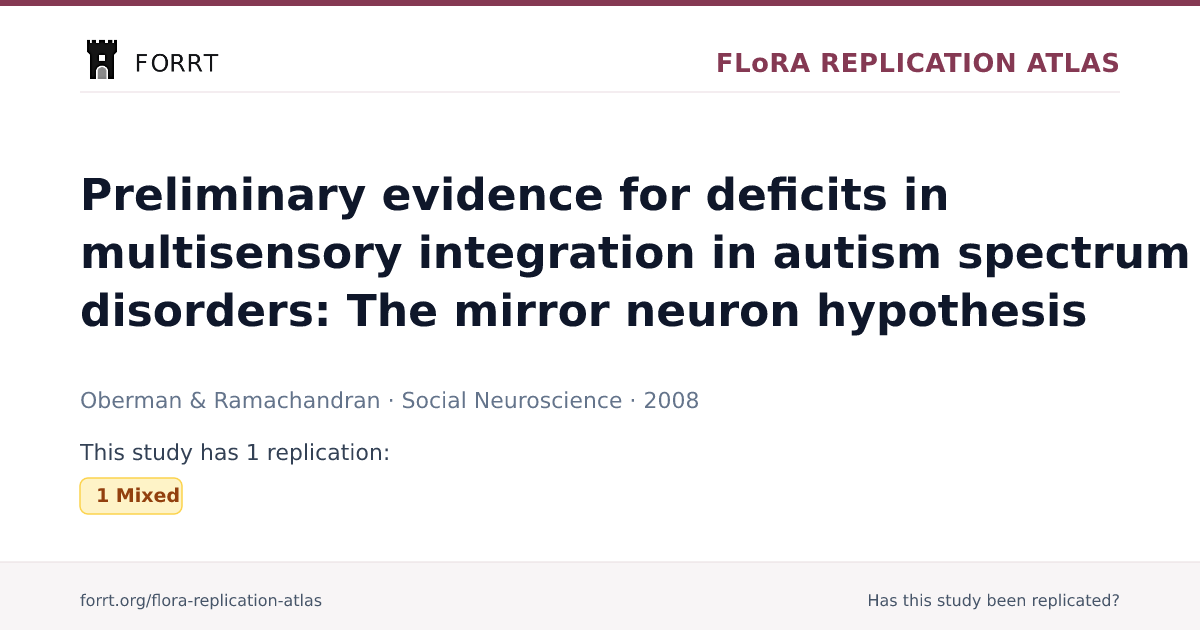 FORRT
FLoRA REPLICATION ATLAS
Preliminary evidence for deficits in
multisensory integration in autism spectrum
disorders: The mirror neuron hypothesis
Oberman & Ramachandran · Social Neuroscience · 2008
This study has 1 replication:
1 Mixed
forrt.org/flora-replication-atlas
Has this study been replicated?